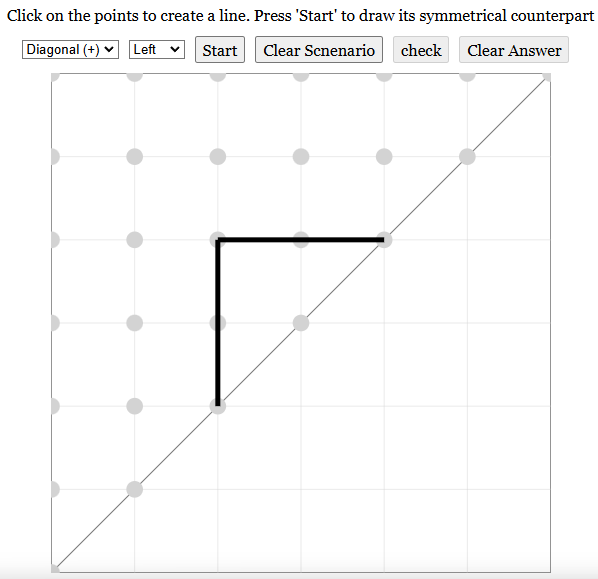 Click on the points to create a line. Press 'Start' to draw its symmetrical counterpart
Diagonal (+) Left Start Clear Scnenario check Clear Answer